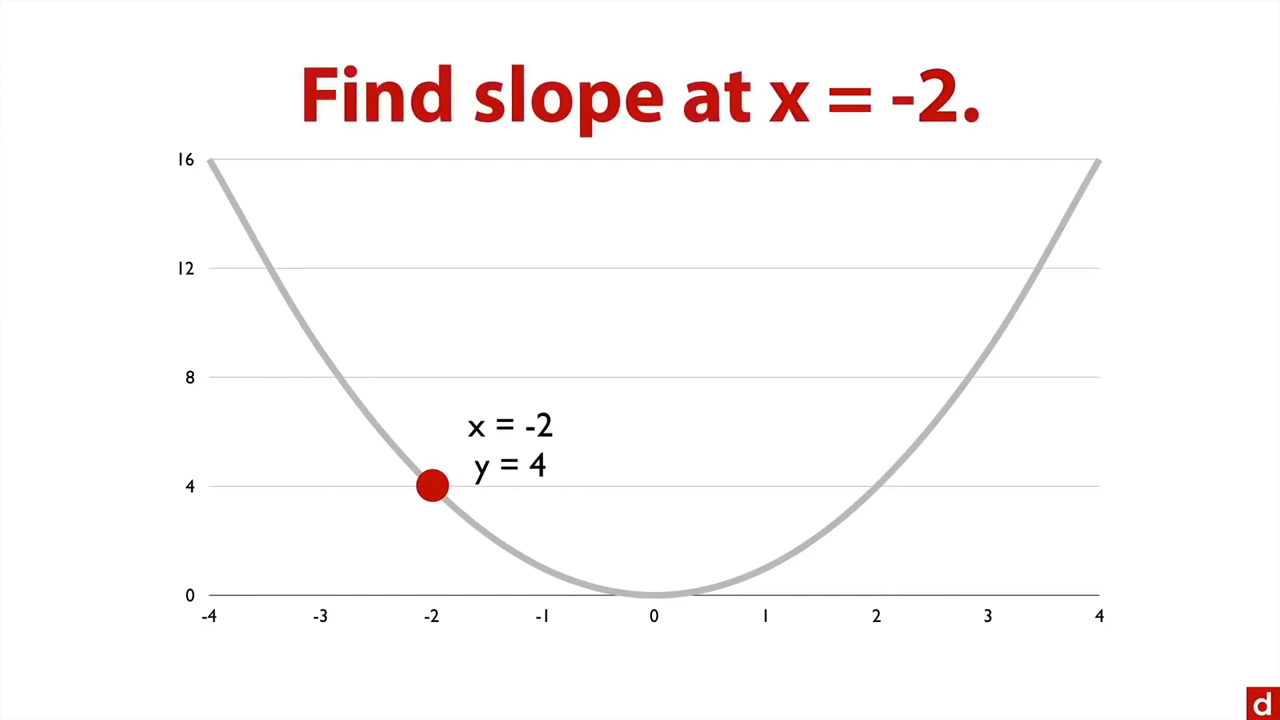 Find slope at x = -2.
16
12
8
x = -2
y = 4
4
0
-4 -3 -2 -1 0 1 2 3 4
d